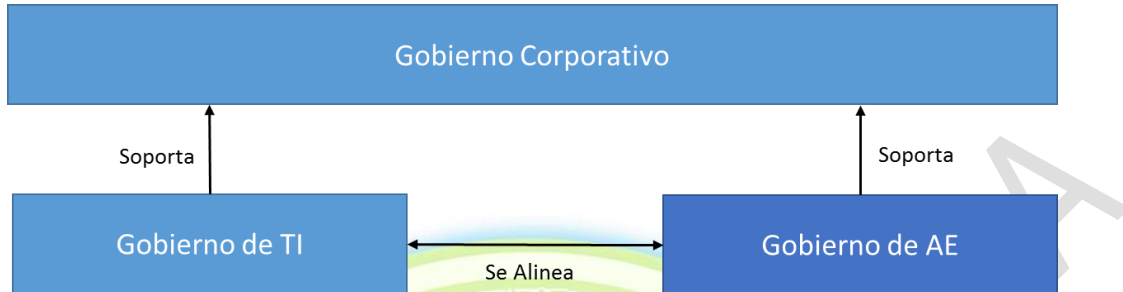 Gobierno Corporativo
Soporta
Soporta
Gobierno de TI
Se Alinea
Gobierno de AE